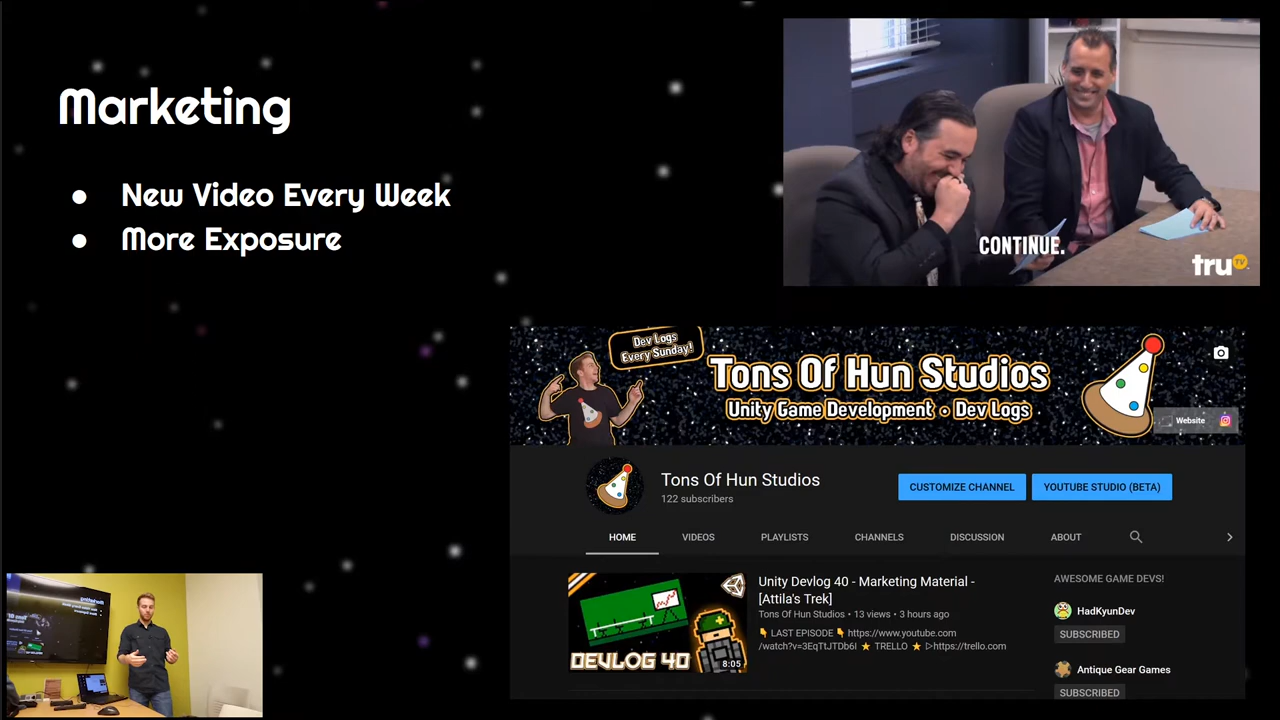 Marketing
● New Video Every Week
● More Exposure
CONTINUE.
truTV
Dev Logs
Every Sunday!
Tons Of Hun Studios
Unity Game Development • Dev Logs
Website
Tons Of Hun Studios
122 subscribers
CUSTOMIZE CHANNEL
YOUTUBE STUDIO (BETA)
HOME VIDEOS PLAYLISTS CHANNELS DISCUSSION ABOUT
Unity Devlog 40 - Marketing Material -
[Attila's Trek]
Tons Of Hun Studios • 13 views • 3 hours ago
👇 LAST EPISODE 👇 https://www.youtube.com
/watch?v=3EqTtJTDb6I ⭐ TRELLO ⭐ ▷https://trello.com
DEVLOG 40
8:05
AWESOME GAME DEVS!
HadKyunDev
SUBSCRIBED
Antique Gear Games
SUBSCRIBED